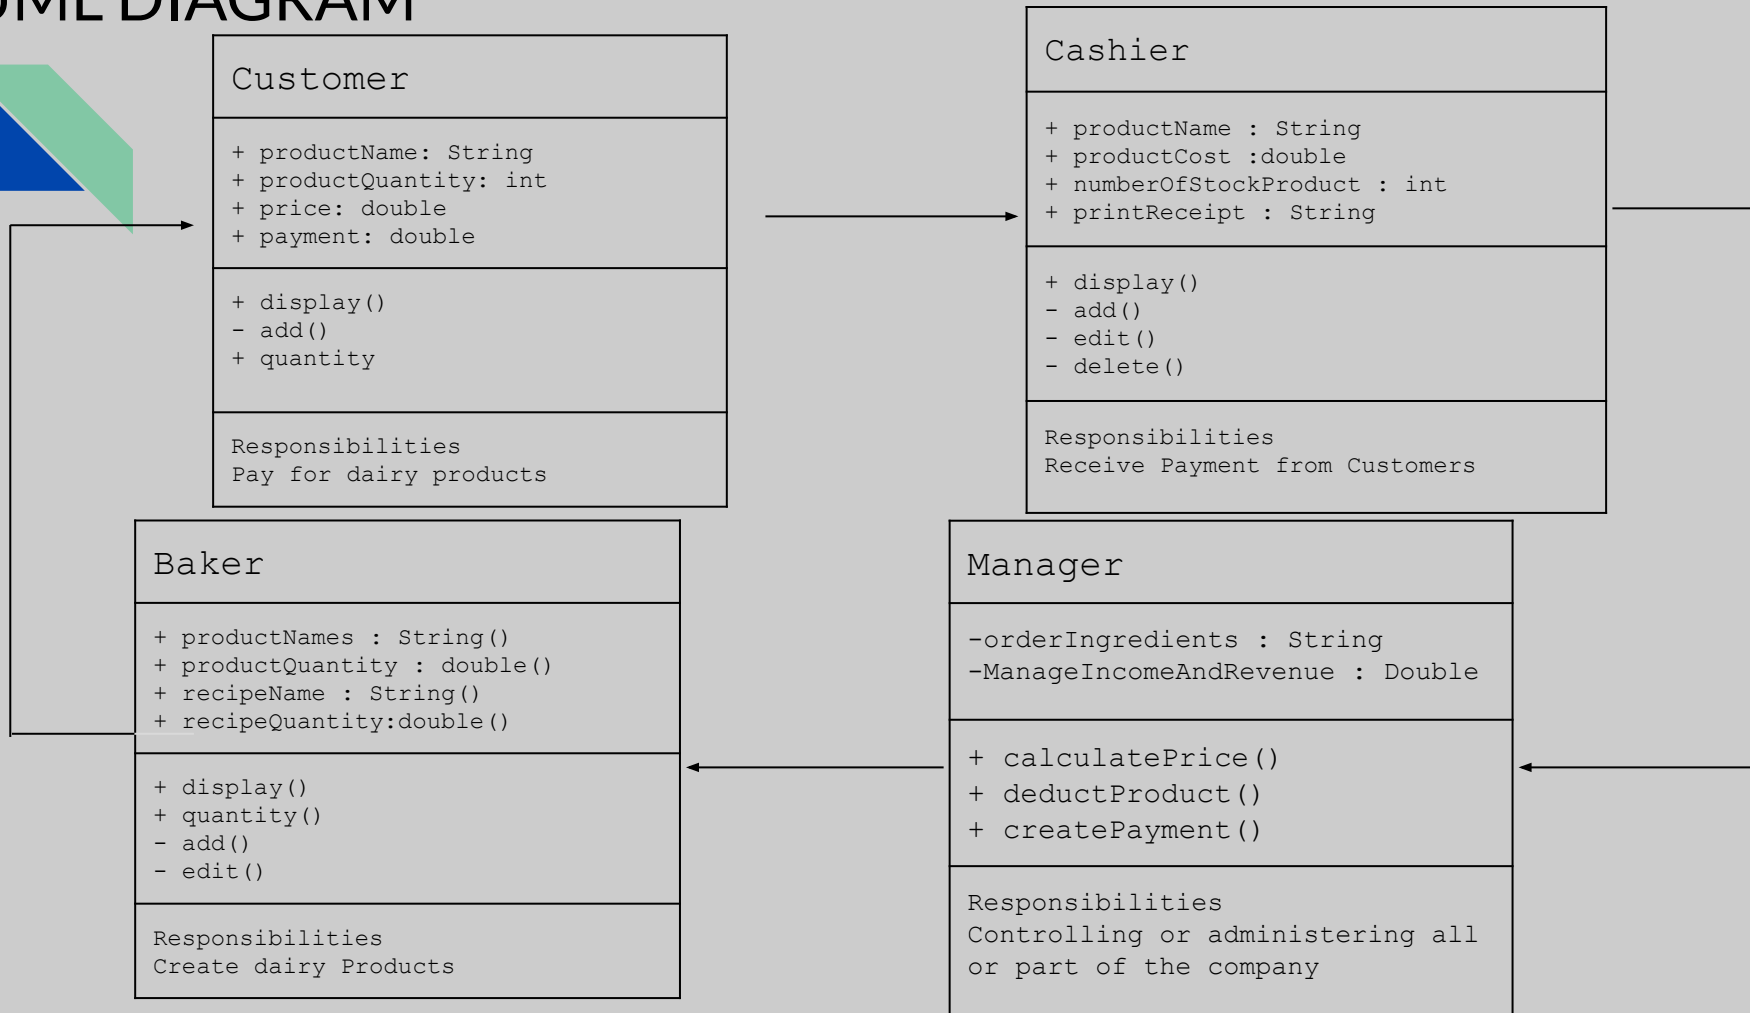 UML DIAGRAM
Customer
+ productName: String
+ productQuantity: int
+ price: double
+ payment: double
+ display()
- add()
+ quantity
Responsibilities
Pay for dairy products
Cashier
+ productName : String
+ productCost :double
+ numberOfStockProduct : int
+ printReceipt : String
+ display()
- add()
- edit()
- delete()
Responsibilities
Receive Payment from Customers
Baker
+ productNames : String()
+ productQuantity : double()
+ recipeName : String()
+ recipeQuantity:double()
+ display()
+ quantity()
- add()
- edit()
Responsibilities
Create dairy Products
Manager
-orderIngredients : String
-ManageIncomeAndRevenue : Double
+ calculatePrice()
+ deductProduct()
+ createPayment()
Responsibilities
Controlling or administering all
or part of the company